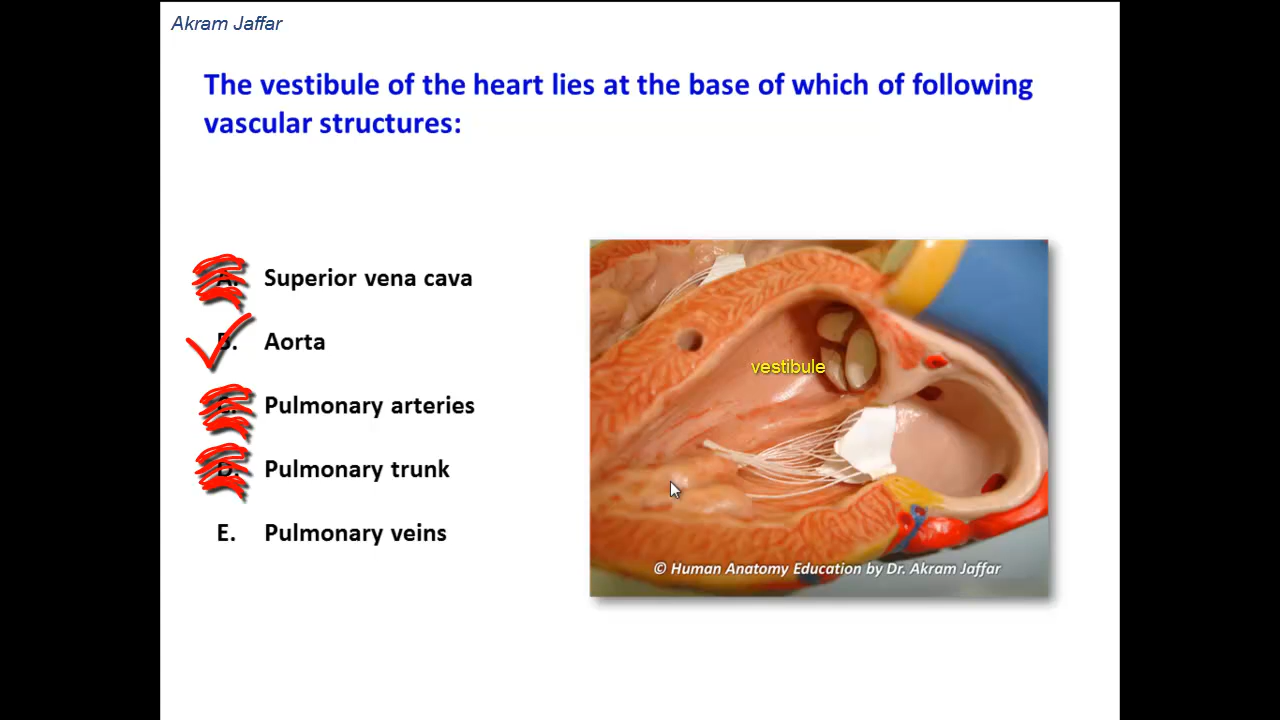 Akram Jaffar
The vestibule of the heart lies at the base of which of following
vascular structures:
A. Superior vena cava
B. Aorta
C. Pulmonary arteries
D. Pulmonary trunk
E. Pulmonary veins
vestibule
© Human Anatomy Education by Dr. Akram Jaffar